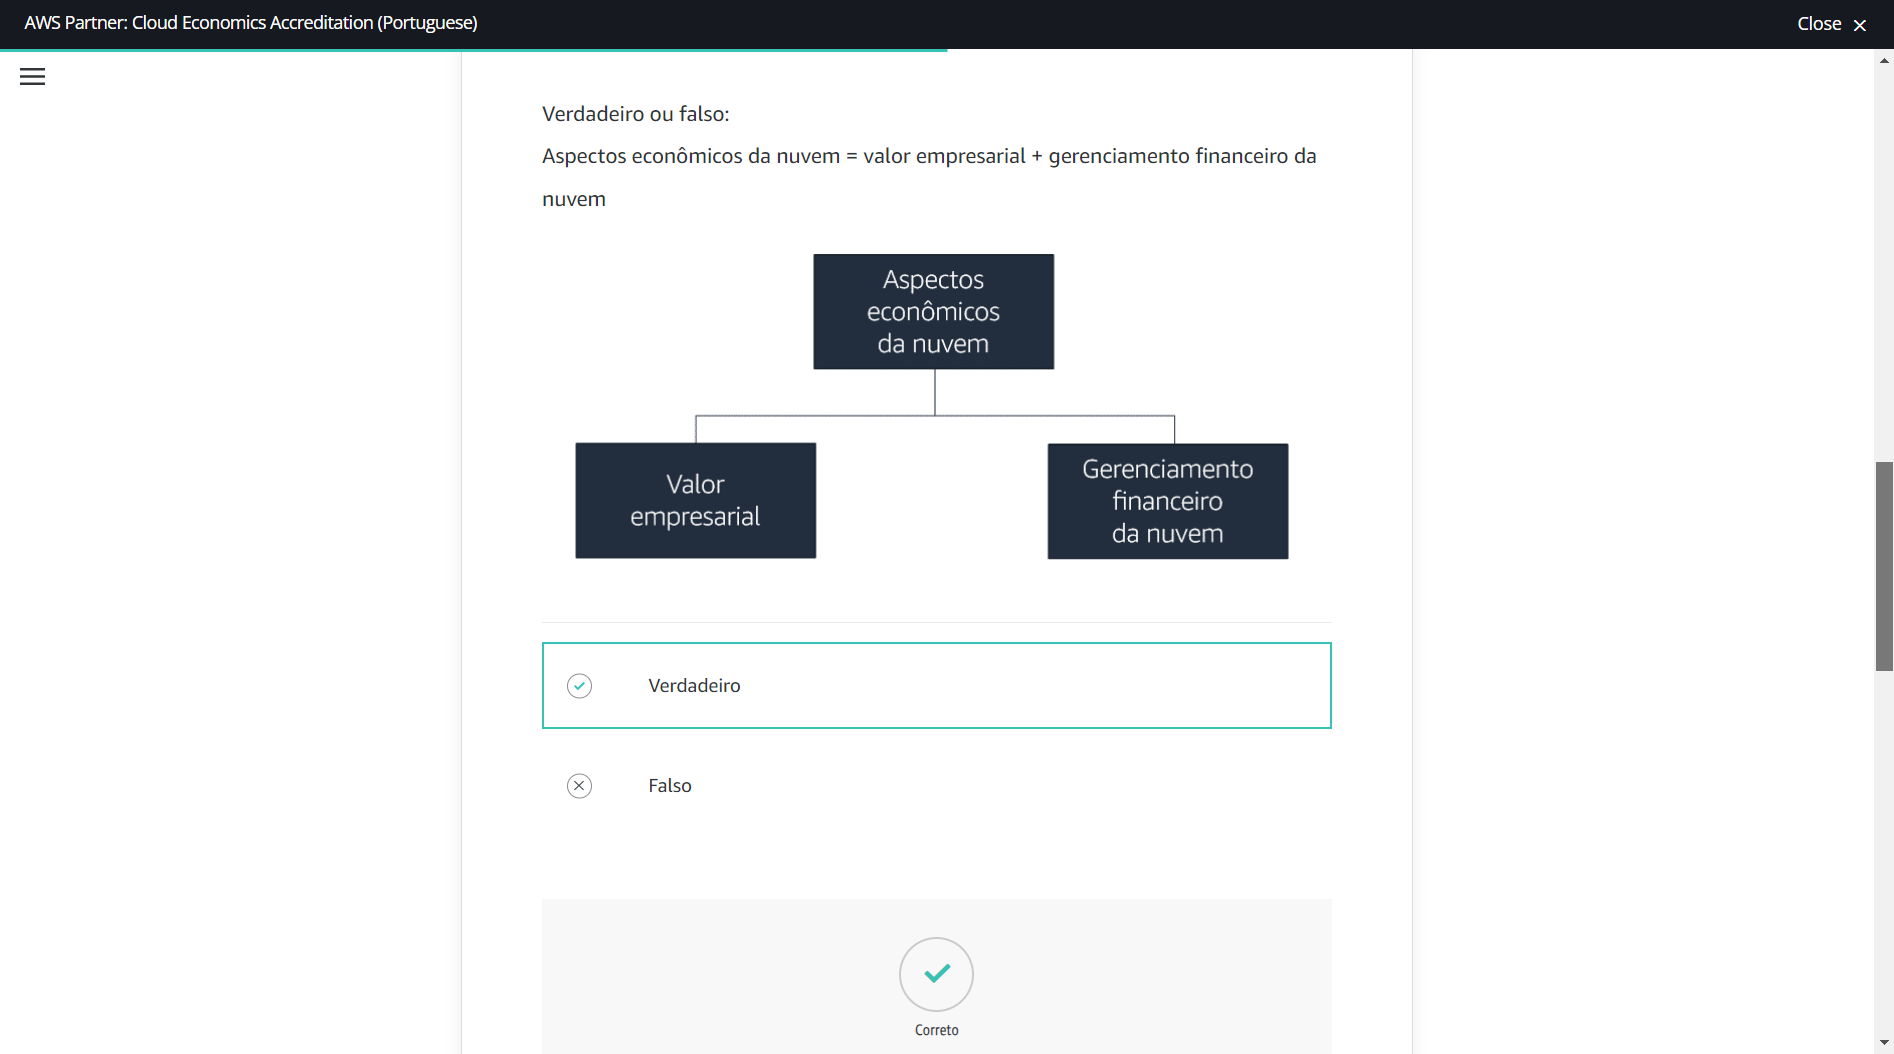 AWS Partner: Cloud Economics Accreditation (Portuguese)
Close
Verdadeiro ou falso:
Aspectos econômicos da nuvem = valor empresarial + gerenciamento financeiro da
nuvem
Aspectos
econômicos
da nuvem
Valor
empresarial
Gerenciamento
financeiro
da nuvem
Verdadeiro
Falso
Correto